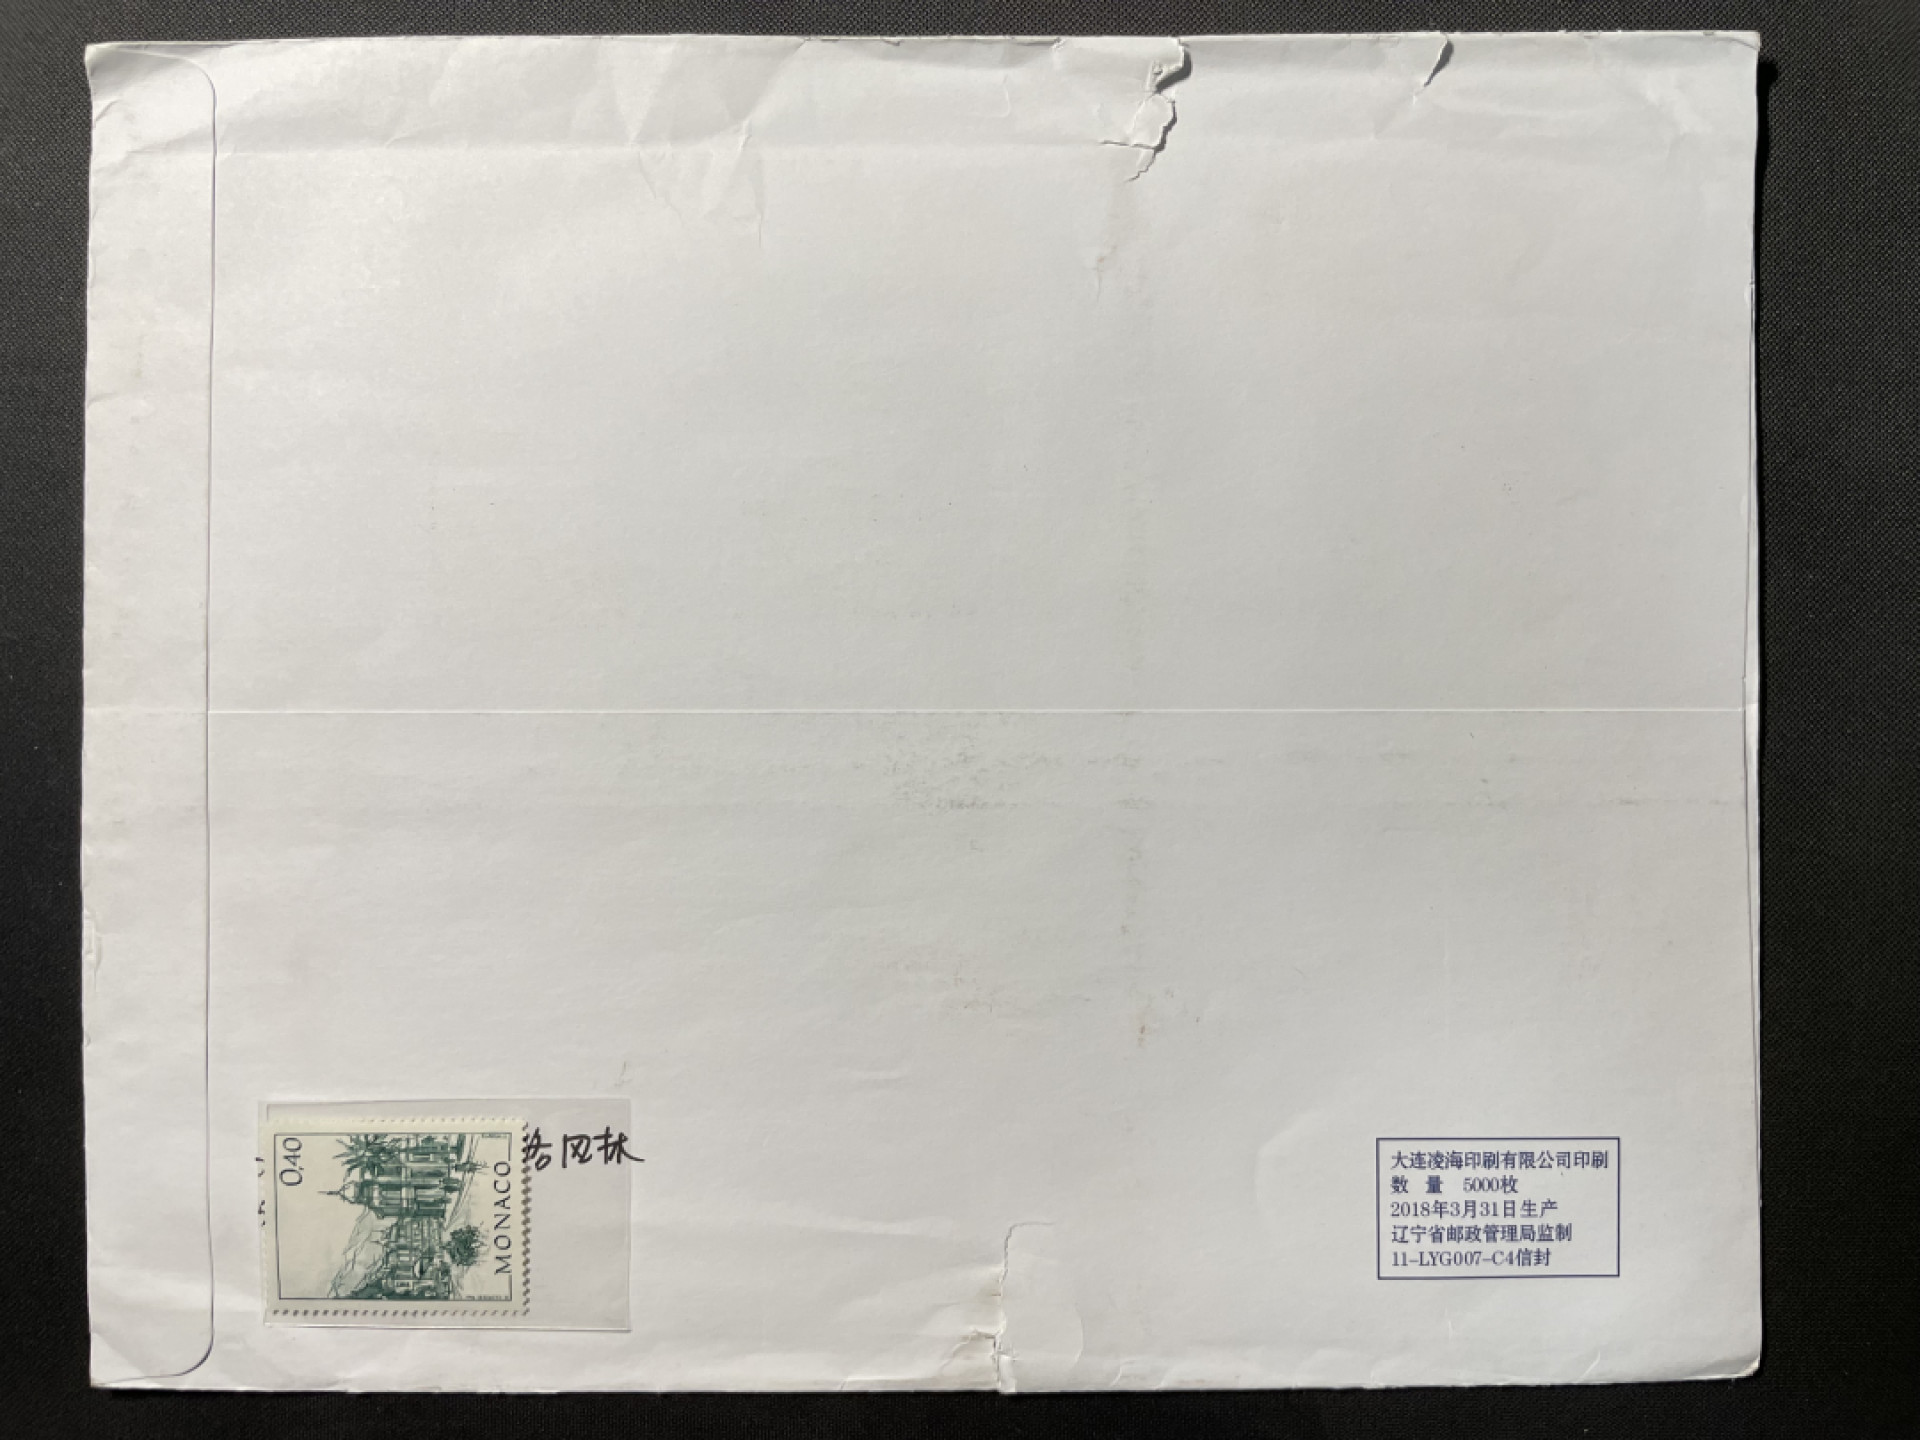 0,40
MONACO
大连凌海印刷有限公司印刷
数 量 5000枚
2018年3月31日生产
辽宁省邮政管理局监制
11-LYG007-C4信封